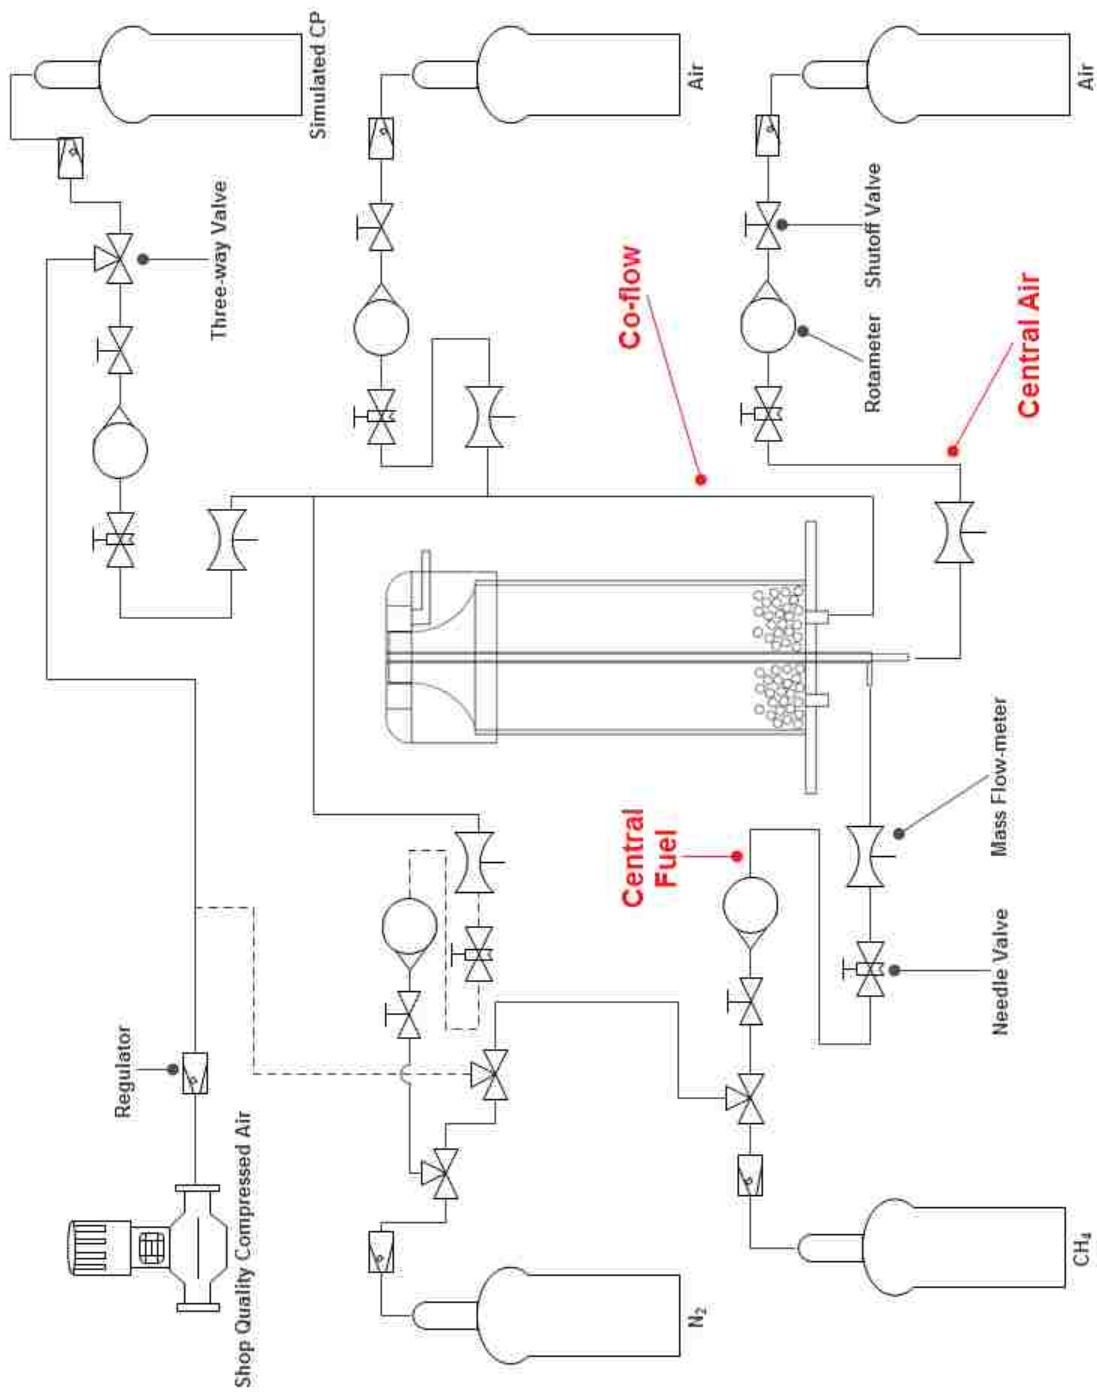 Shop Quality Compressed Air
Regulator
Three-way Valve
Simulated CP
N₂
Air
Co-flow
Central
Fuel
Rotameter
Shutoff Valve
Central Air
Needle Valve
Mass Flow-meter
CH₄
Air